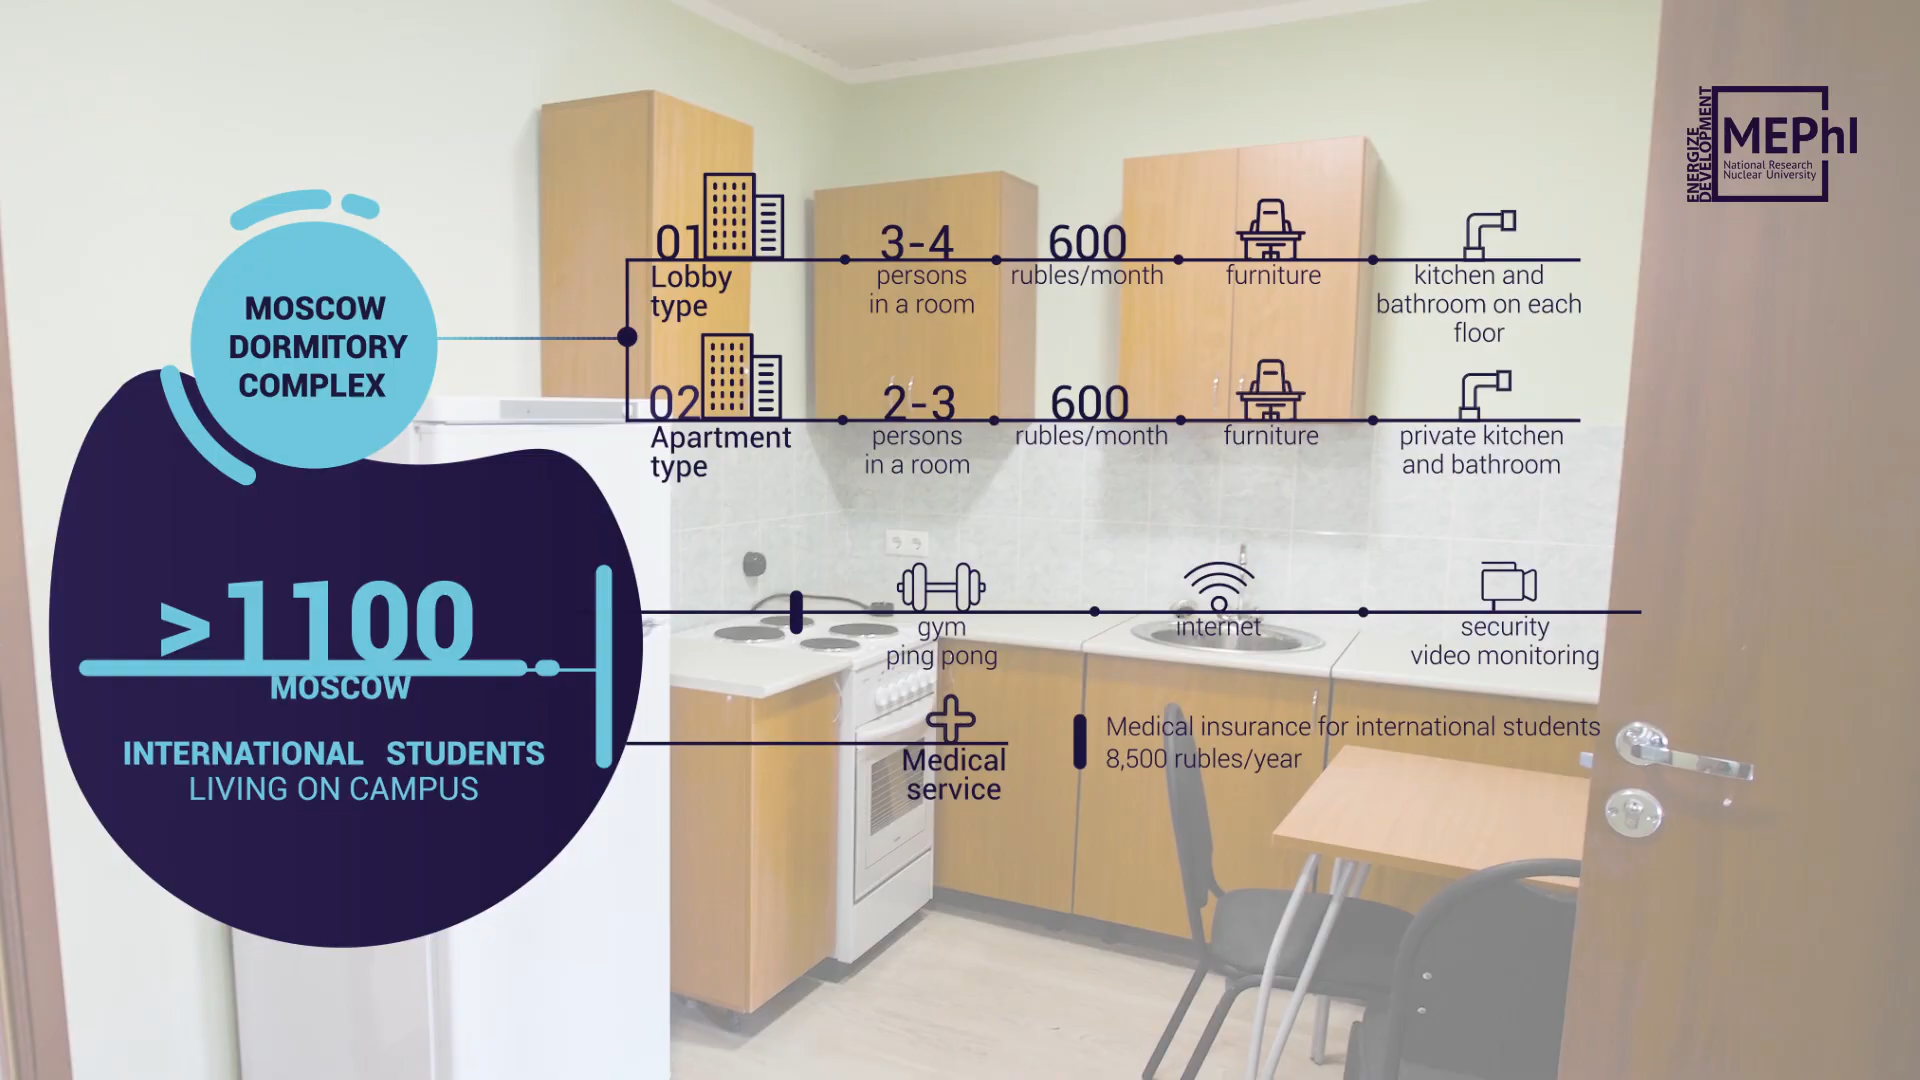 ENERGIZE
DEVELOPMENT
MEPhI
National Research
Nuclear University
MOSCOW
DORMITORY
COMPLEX
01
Lobby
type
3-4
persons
in a room
600
rubles/month
furniture
kitchen and
bathroom on each
floor
02
Apartment
type
2-3
persons
in a room
600
rubles/month
furniture
private kitchen
and bathroom
>1100
MOSCOW
INTERNATIONAL STUDENTS
LIVING ON CAMPUS
gym
ping pong
internet
security
video monitoring
Medical
service
Medical insurance for international students
8,500 rubles/year